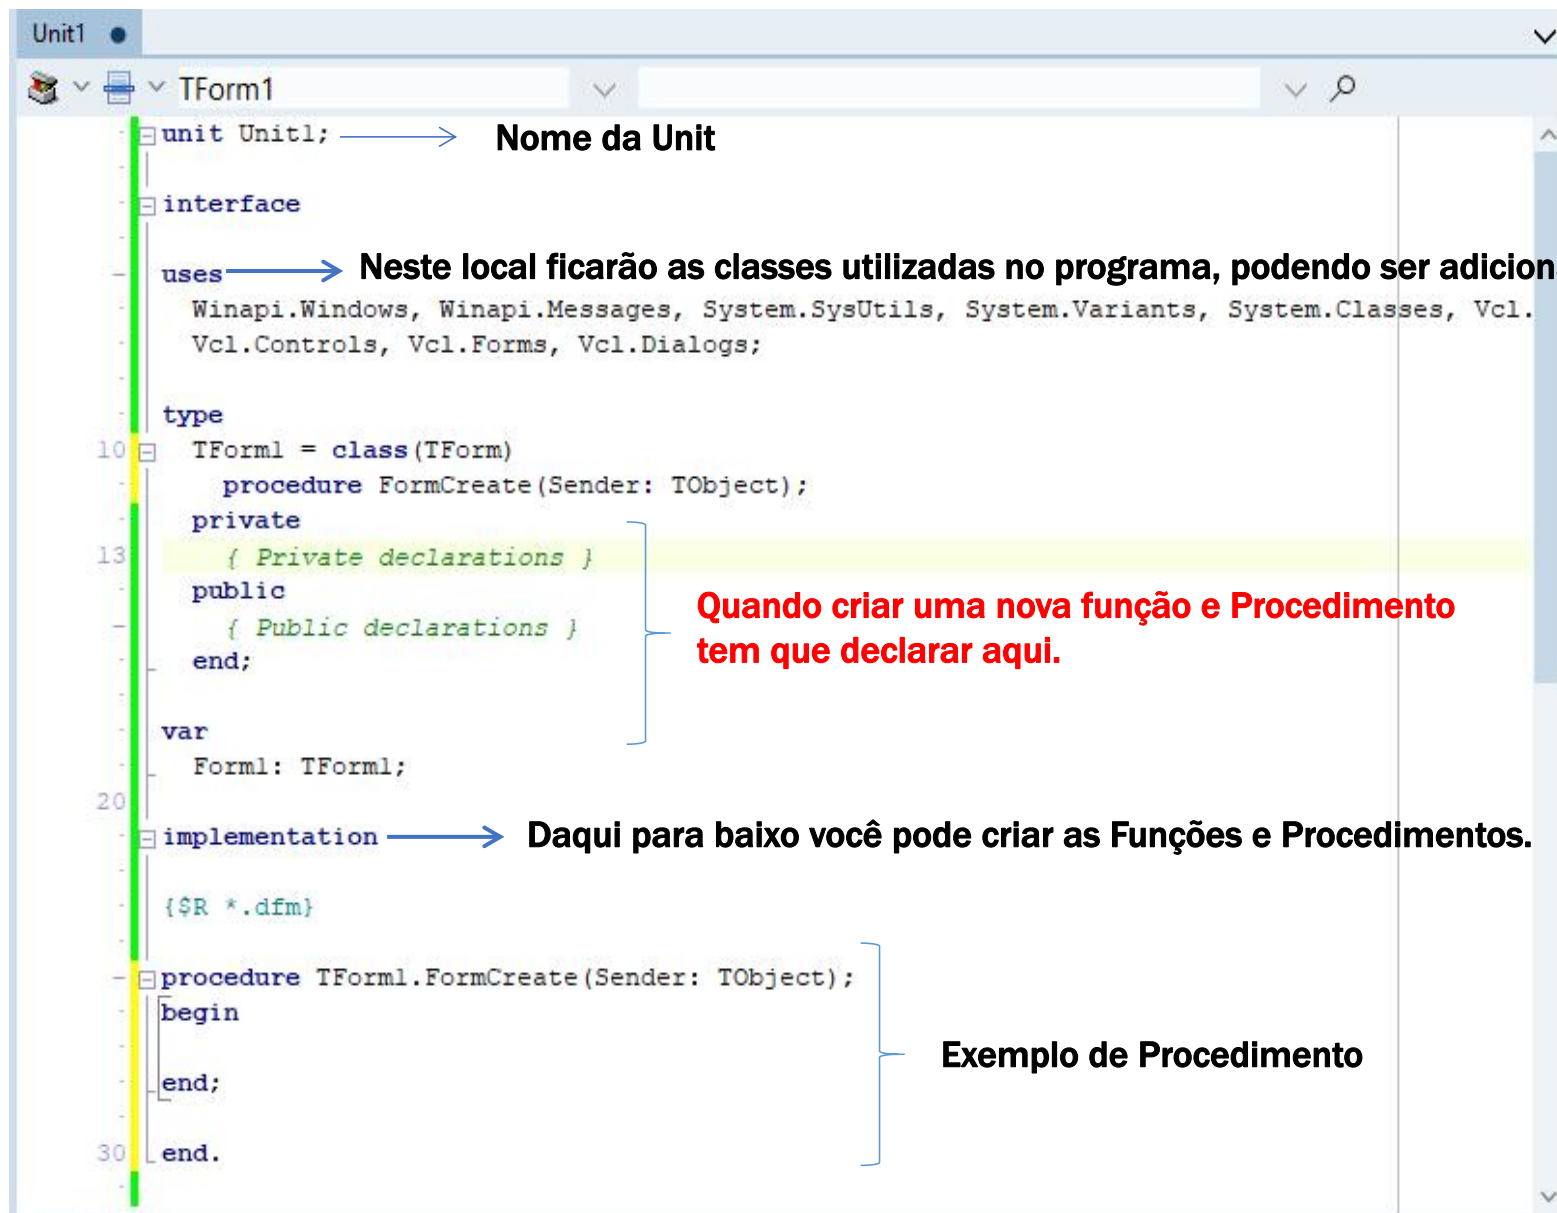 Unit1
TForm1
unit Unit1; Nome da Unit
interface
uses Neste local ficarão as classes utilizadas no programa, podendo ser adicion
Winapi.Windows, Winapi.Messages, System.SysUtils, System.Variants, System.Classes, Vcl.
Vcl.Controls, Vcl.Forms, Vcl.Dialogs;
type
10 TForm1 = class(TForm)
procedure FormCreate(Sender: TObject);
private
13 { Private declarations }
public
{ Public declarations }
end;
Quando criar uma nova função e Procedimento
tem que declarar aqui.
var
Form1: TForm1;
20
implementation Daqui para baixo você pode criar as Funções e Procedimentos.
{$R *.dfm}
procedure TForm1.FormCreate(Sender: TObject);
begin
Exemplo de Procedimento
end;
30 end.